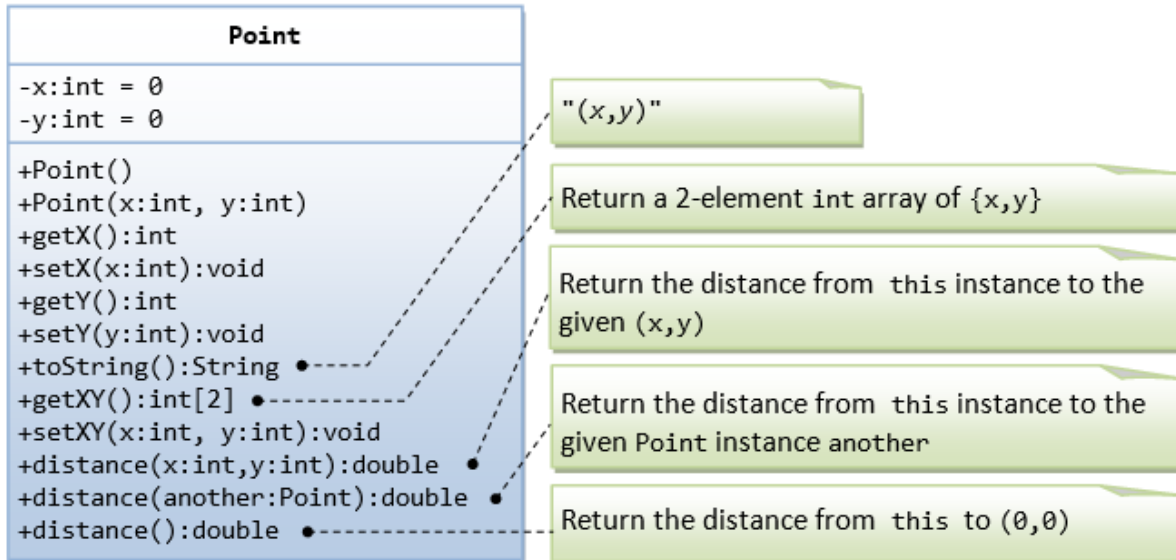 Point
-x:int = 0
-y:int = 0
+Point()
+Point(x:int, y:int)
+getX():int
+setX(x:int):void
+getY():int
+setY(y:int):void
+toString():String
+getXY():int[2]
+setXY(x:int, y:int):void
+distance(x:int,y:int):double
+distance(another:Point):double
+distance():double
"(x,y)"
Return a 2-element int array of {x,y}
Return the distance from this instance to the
given (x,y)
Return the distance from this instance to the
given Point instance another
Return the distance from this to (0,0)